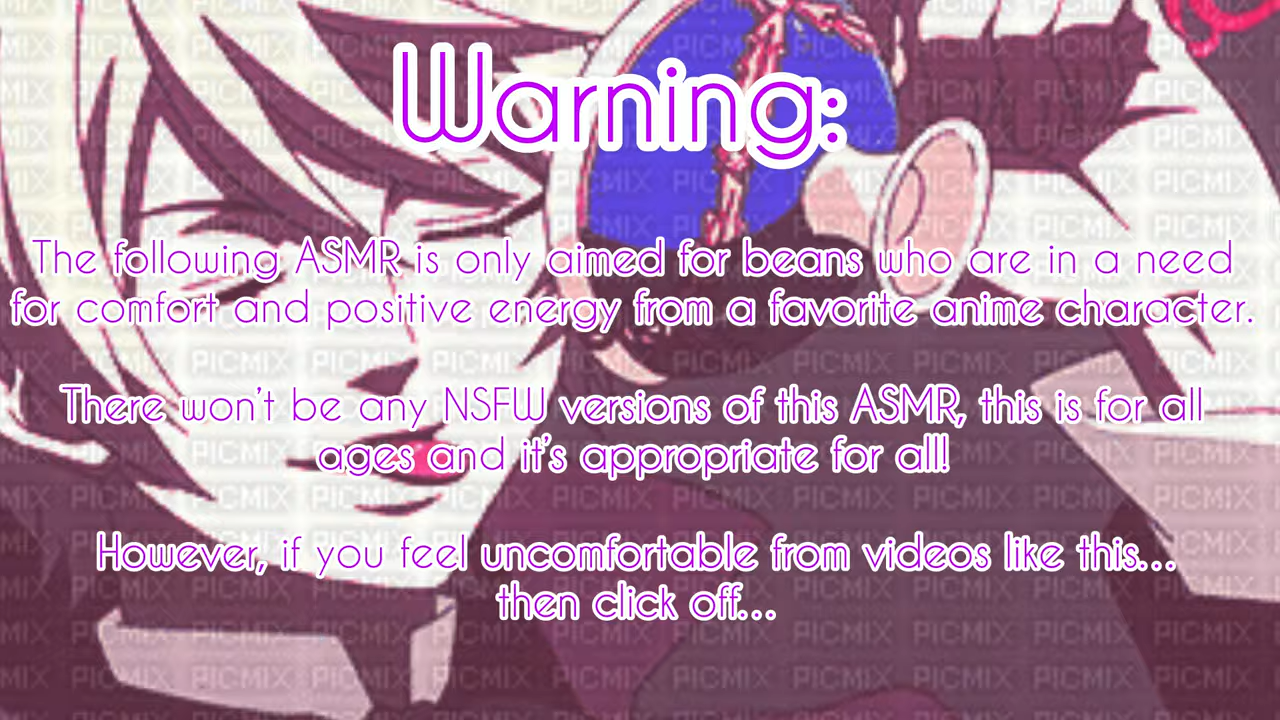 Warning:
The following ASMR is only aimed for beans who are in a need
for comfort and positive energy from a favorite anime character.
There won't be any NSFW versions of this ASMR, this is for all
ages and it's appropriate for all!
However, if you feel uncomfortable from videos like this...
then click off...
PICMIX